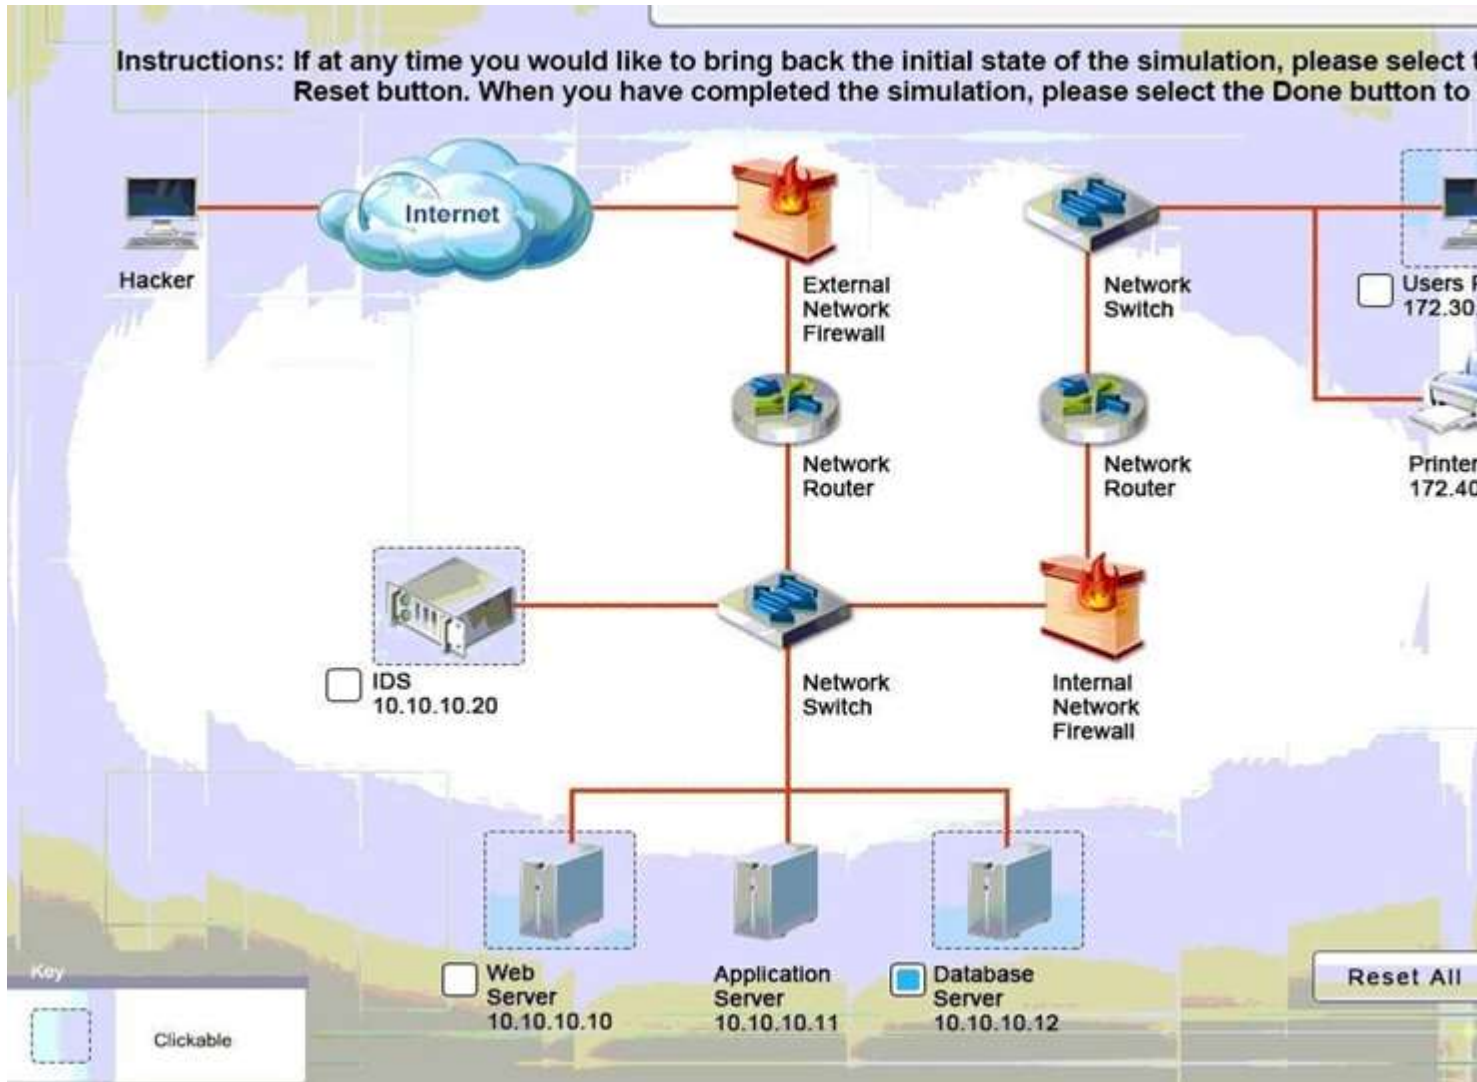 Instructions: If at any time you would like to bring back the initial state of the simulation, please select
Reset button. When you have completed the simulation, please select the Done button to
Internet
Hacker
External
Network
Firewall
Network
Switch
Users
172.30.
Network
Router
Network
Router
Printer
172.40
IDS
10.10.10.20
Network
Switch
Internal
Network
Firewall
Key
Clickable
Web
Server
10.10.10.10
Application
Server
10.10.10.11
Database
Server
10.10.10.12
Reset All